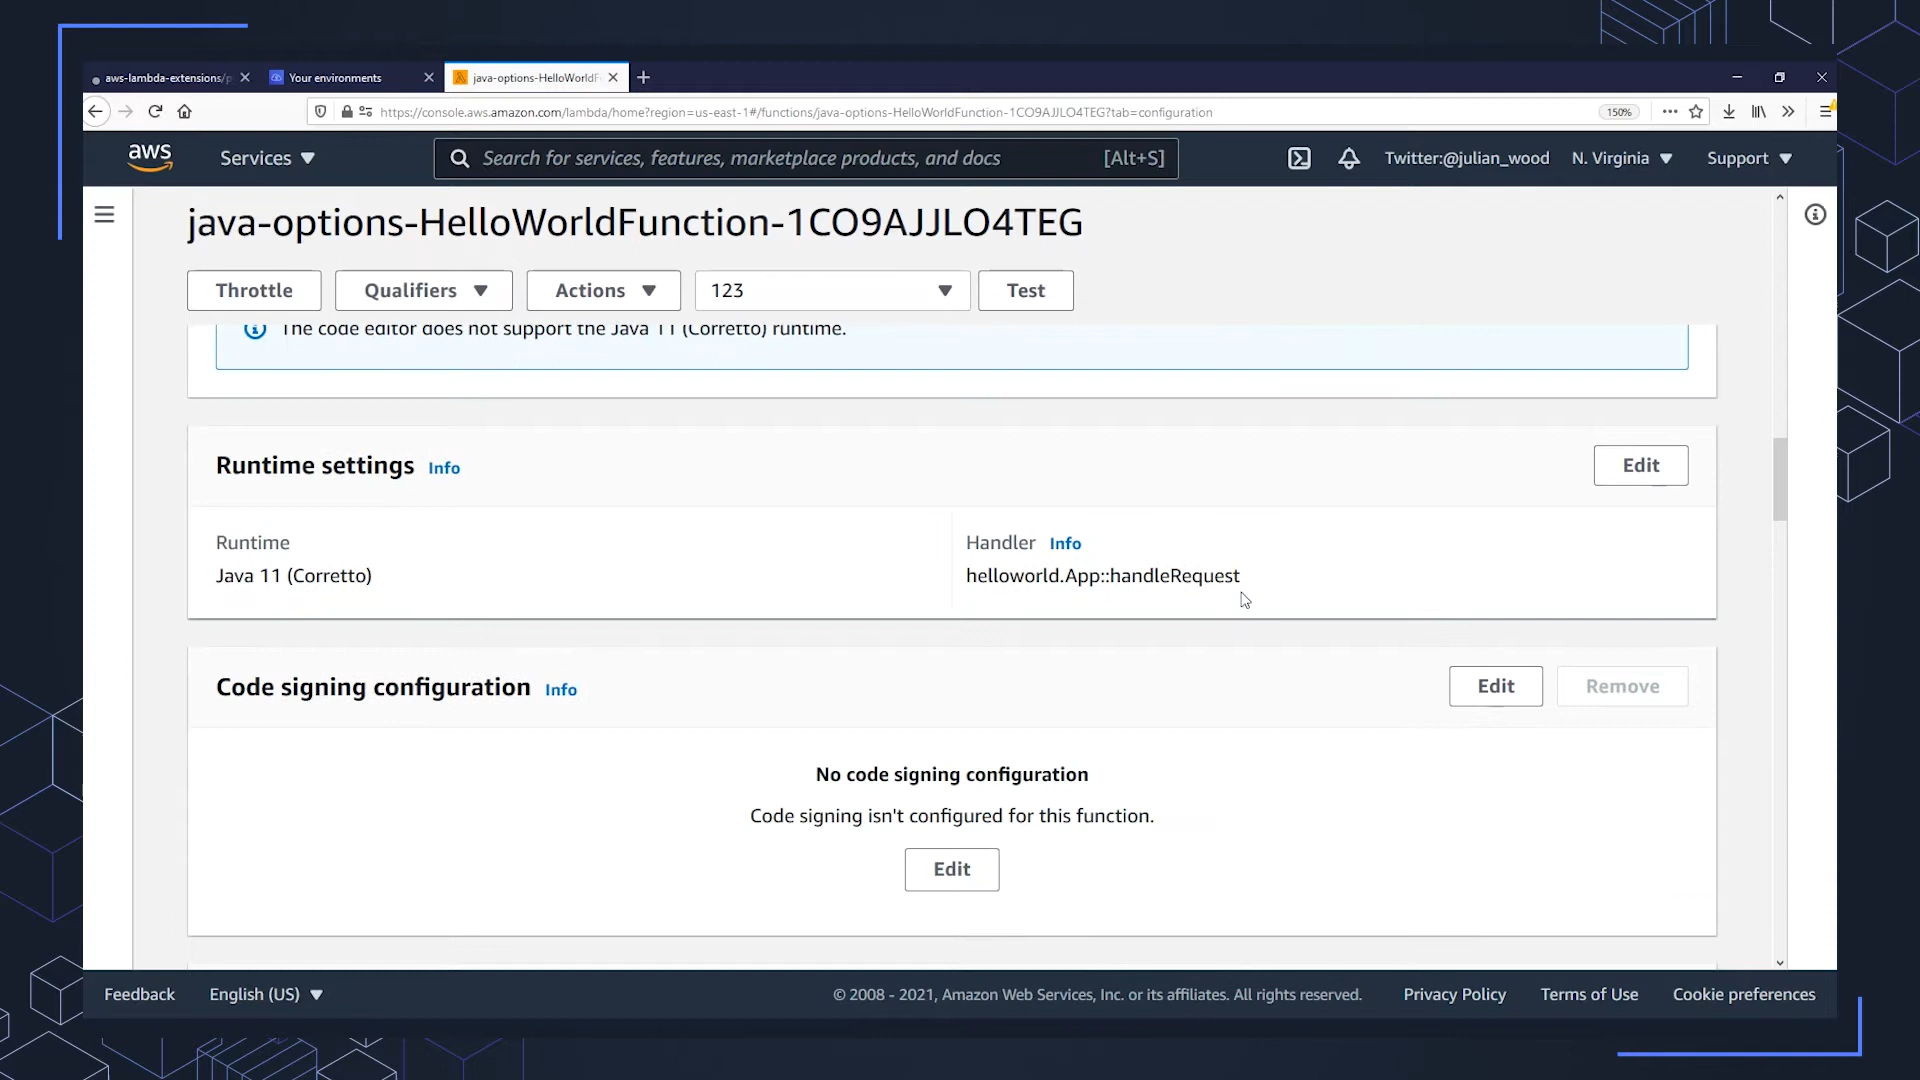 aws-lambda-extensions/p
Your environments
java-options-HelloWorldF
https://console.aws.amazon.com/lambda/home?region=us-east-1#/functions/java-options-HelloWorldFunction-1CO9AJJLO4TEG?tab=configuration
150%
aws
Services
Search for services, features, marketplace products, and docs
[Alt+S]
Twitter:@julian_wood
N. Virginia
Support
java-options-HelloWorldFunction-1CO9AJJLO4TEG
Throttle
Qualifiers
Actions
123
Test
The code editor does not support the Java 11 (Corretto) runtime.
Runtime settings Info
Edit
Runtime
Java 11 (Corretto)
Handler Info
helloworld.App::handleRequest
Code signing configuration Info
Edit
Remove
No code signing configuration
Code signing isn't configured for this function.
Edit
Feedback
English (US)
© 2008 - 2021, Amazon Web Services, Inc. or its affiliates. All rights reserved.
Privacy Policy
Terms of Use
Cookie preferences